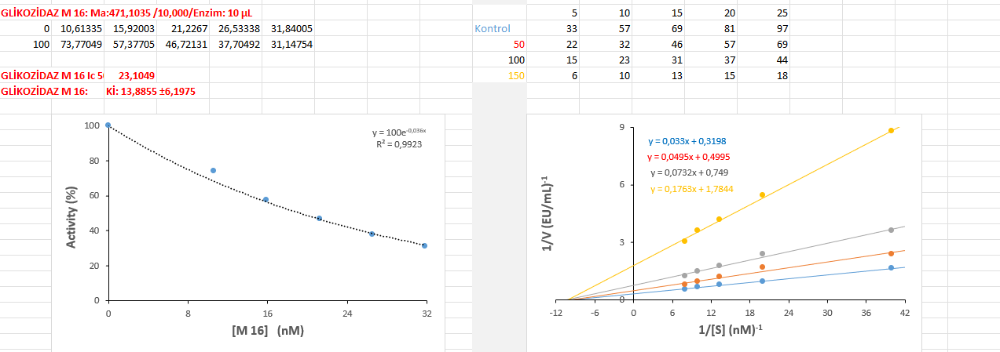 GLİKOZİDAZ M 16: Ma:471,1035 /10,000/Enzim: 10 µL
0 10,61335 15,92003 21,2267 26,53338 31,84005
100 73,77049 57,37705 46,72131 37,70492 31,14754
GLİKOZİDAZ M 16 Ic 5 23,1049
GLİKOZİDAZ M 16: Kİ: 13,8855 ±6,1975
5 10 15 20 25
Kontrol 33 57 69 81 97
50 22 32 46 57 69
100 15 23 31 37 44
150 6 10 13 15 18
y = 100e-0,036x
R² = 0,9923
100
80
60
40
20
0
0 8 16 24 32
Activity (%)
[M 16] (nM)
y = 0,033x + 0,3198
y = 0,0495x + 0,4995
y = 0,0732x + 0,749
y = 0,1763x + 1,7844
9
6
3
0
-12 -6 0 6 12 18 24 30 36 42
1/V (EU/mL)-1
1/[S] (nM)-1